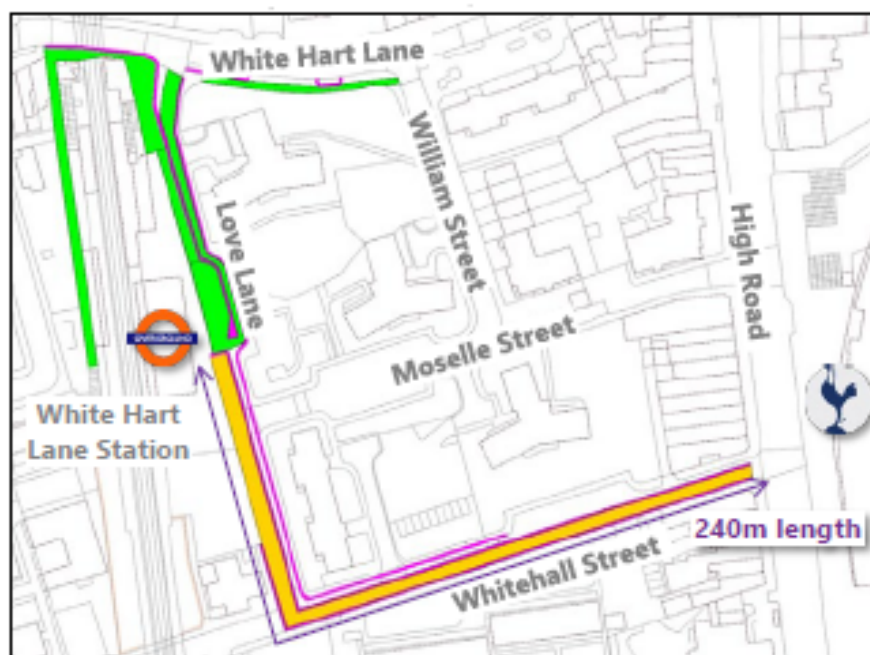 White Hart Lane
William Street
Love Lane
High Road
Moselle Street
OVERGROUND
White Hart
Lane Station
240m length
Whitehall Street